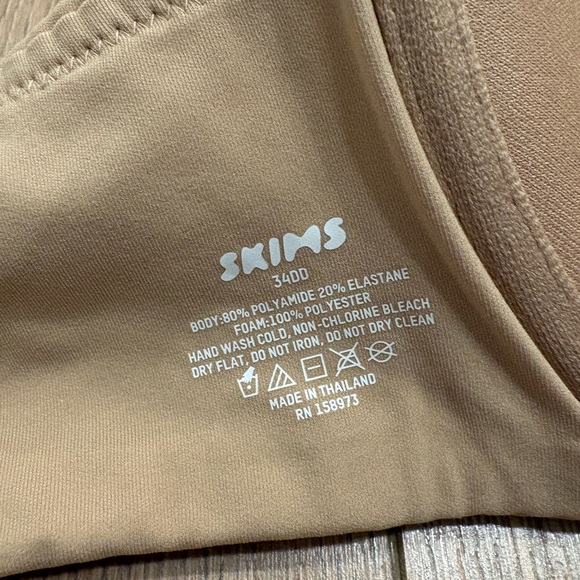 SKIMS
34DD
BODY:80% POLYAMIDE 20% ELASTANE
FOAM:100% POLYESTER
HAND WASH COLD, NON-CHLORINE BLEACH
DRY FLAT, DO NOT IRON, DO NOT DRY CLEAN
MADE IN THAILAND
RN 158973